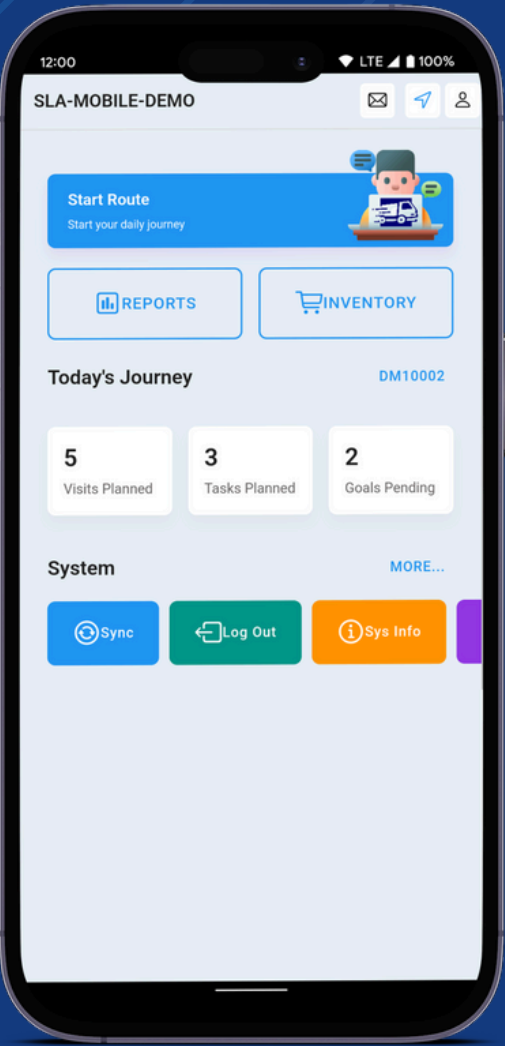 12:00 LTE 100%
SLA-MOBILE-DEMO
Start Route
Start your daily journey
REPORTS INVENTORY
Today's Journey DM10002
5 3 2
Visits Planned Tasks Planned Goals Pending
System MORE...
Sync Log Out Sys Info